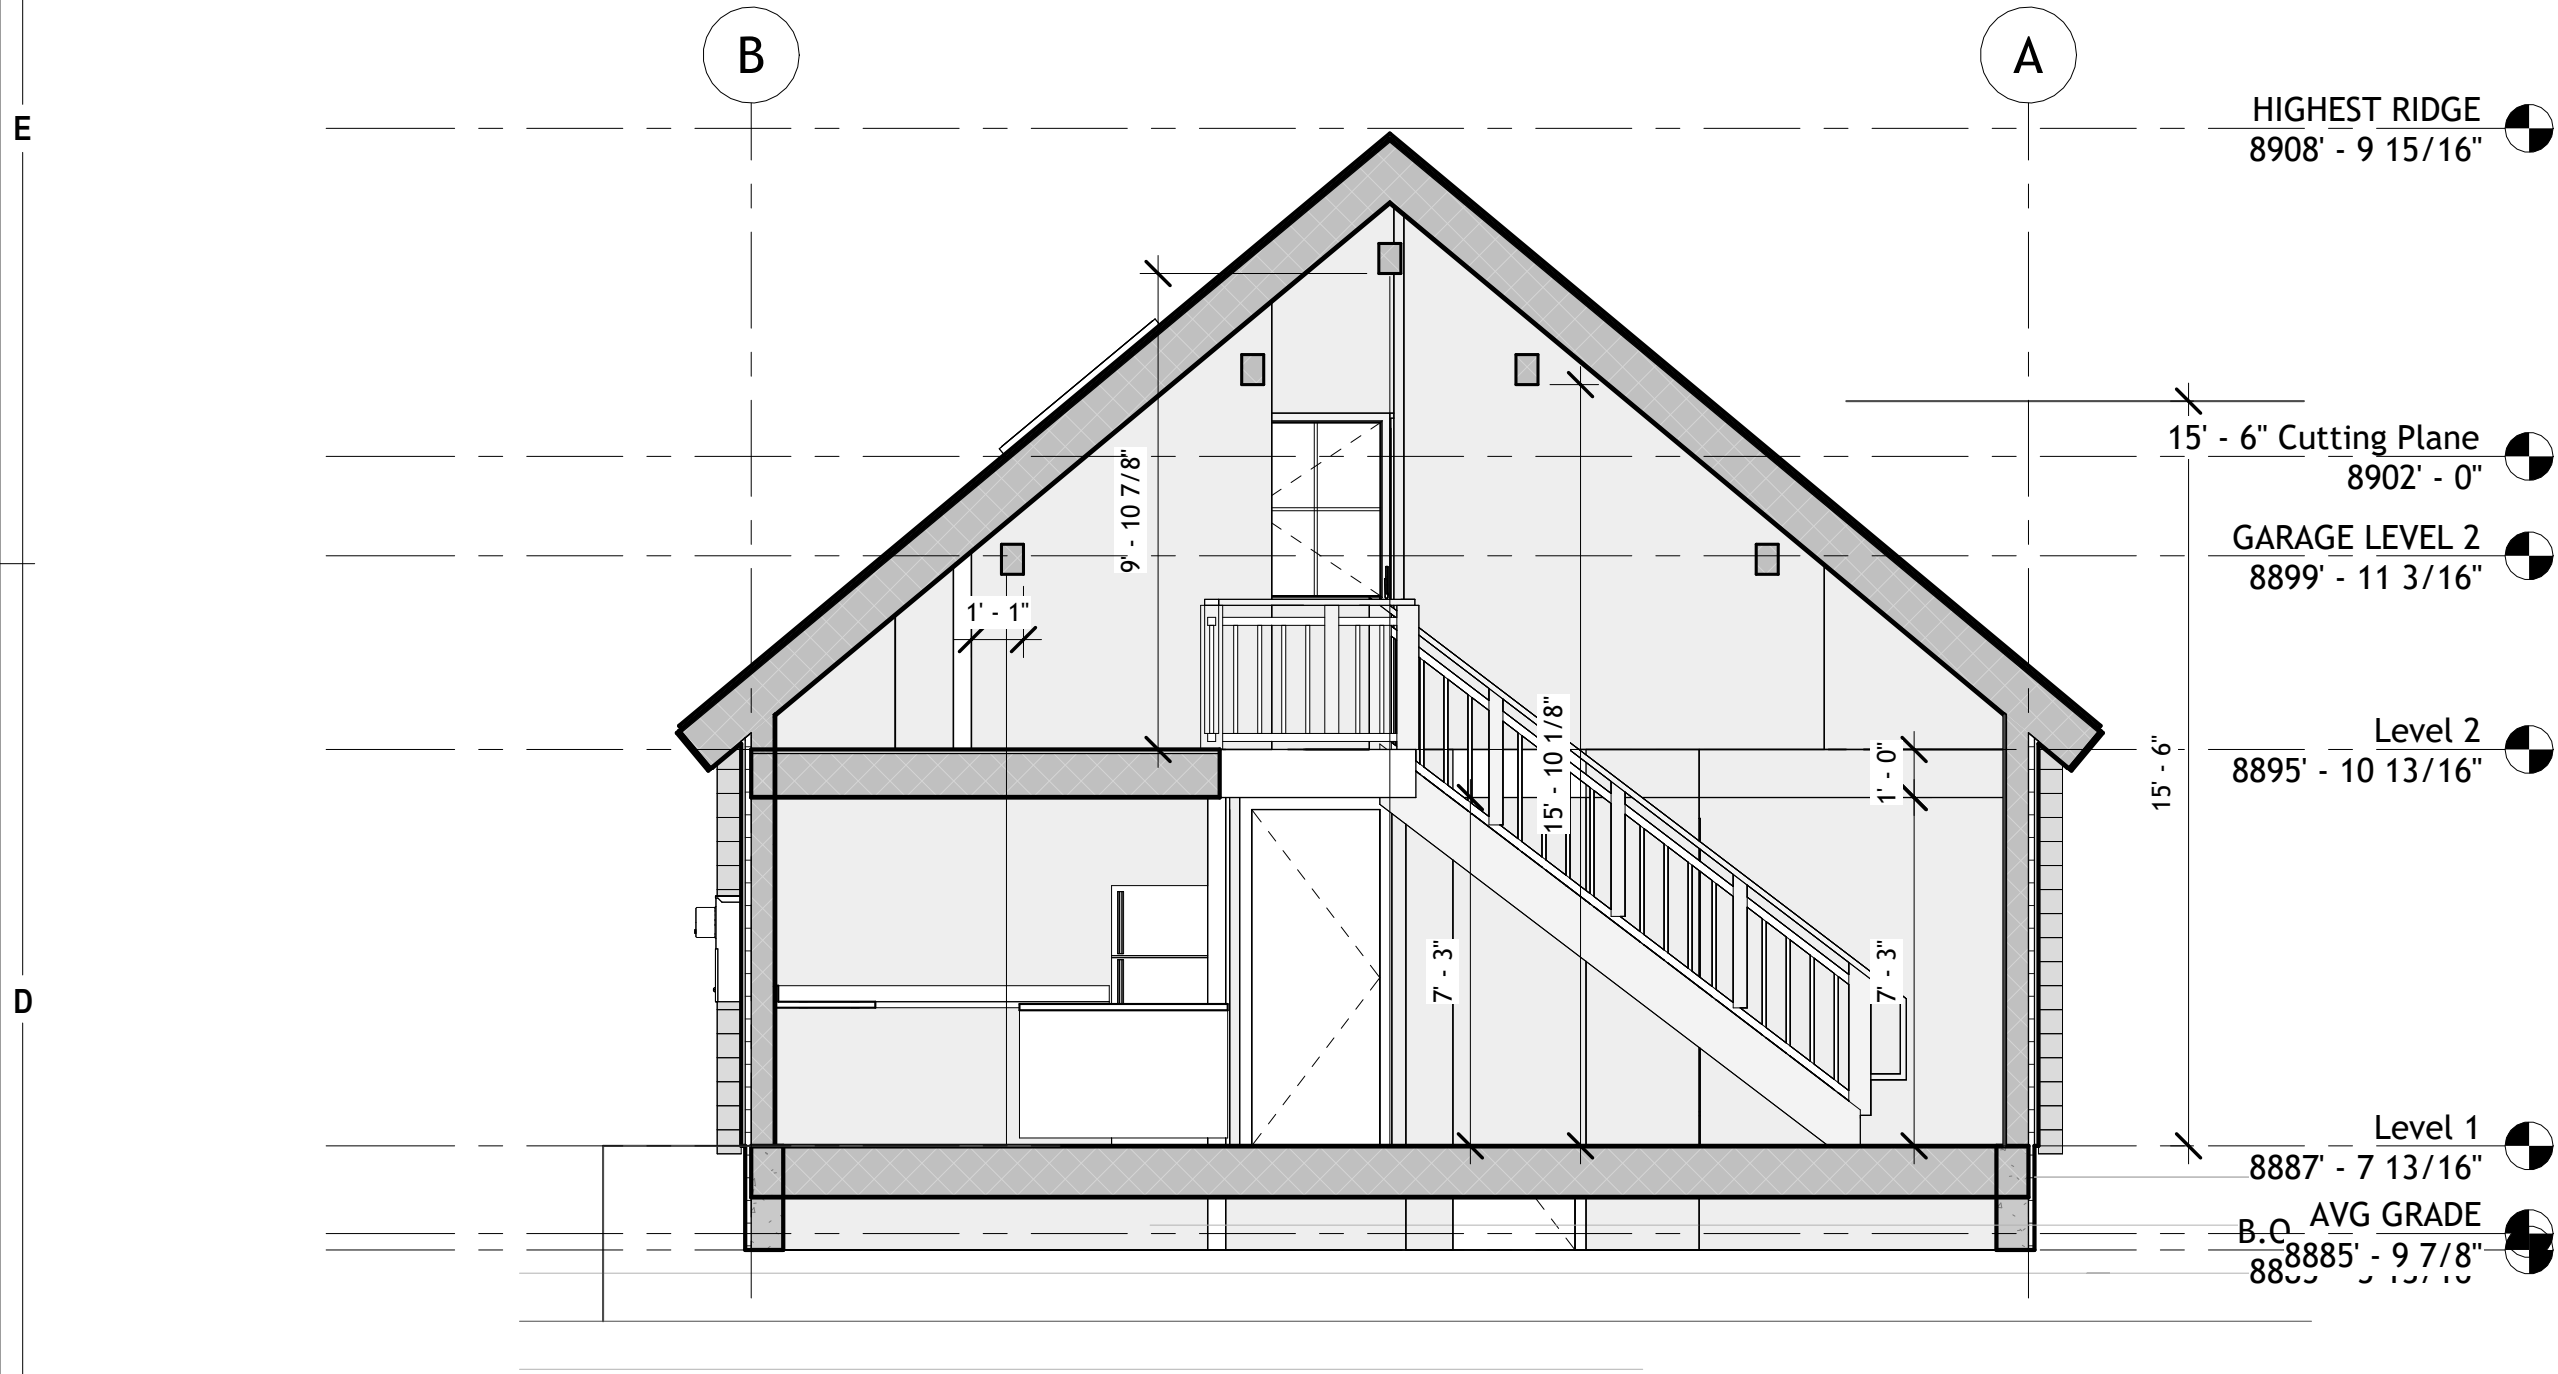 B
A
E
HIGHEST RIDGE
8908' - 9 15/16"
15' - 6" Cutting Plane
8902' - 0"
9' - 10 7/8"
GARAGE LEVEL 2
8899' - 11 3/16"
1' - 1"
Level 2
8895' - 10 13/16"
15' - 10 1/8"
1' - 0"
15' - 6"
7' - 3"
7' - 3"
D
Level 1
8887' - 7 13/16"
AVG GRADE
B.O
8885' - 9 7/8"